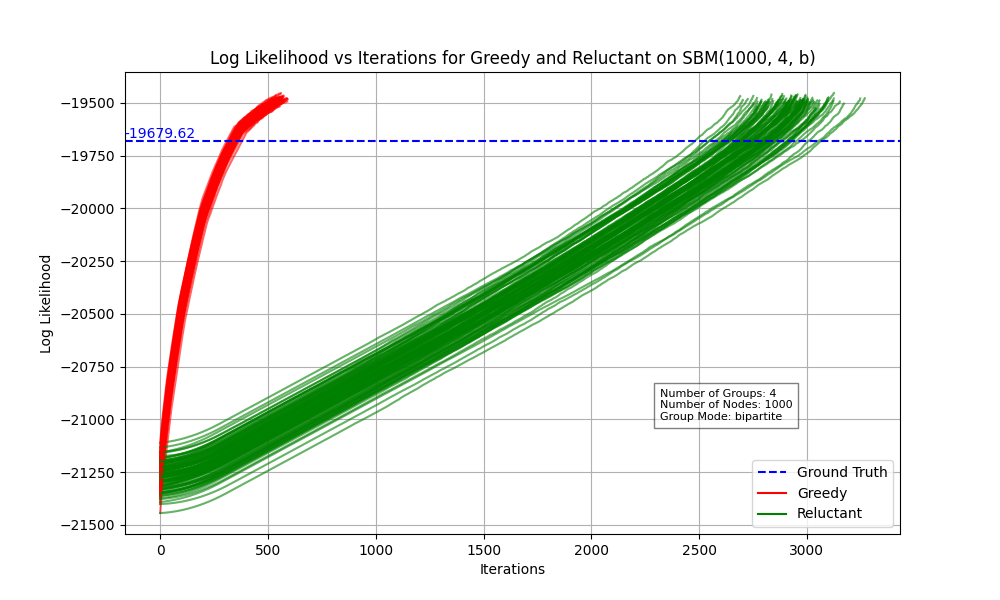 Log Likelihood vs Iterations for Greedy and Reluctant on SBM(1000, 4, b)
Log Likelihood
−19500
−19750
−20000
−20250
−20500
−20750
−21000
−21250
−21500
-19679.62
Number of Groups: 4
Number of Nodes: 1000
Group Mode: bipartite
Ground Truth
Greedy
Reluctant
0
500
1000
1500
2000
2500
3000
Iterations